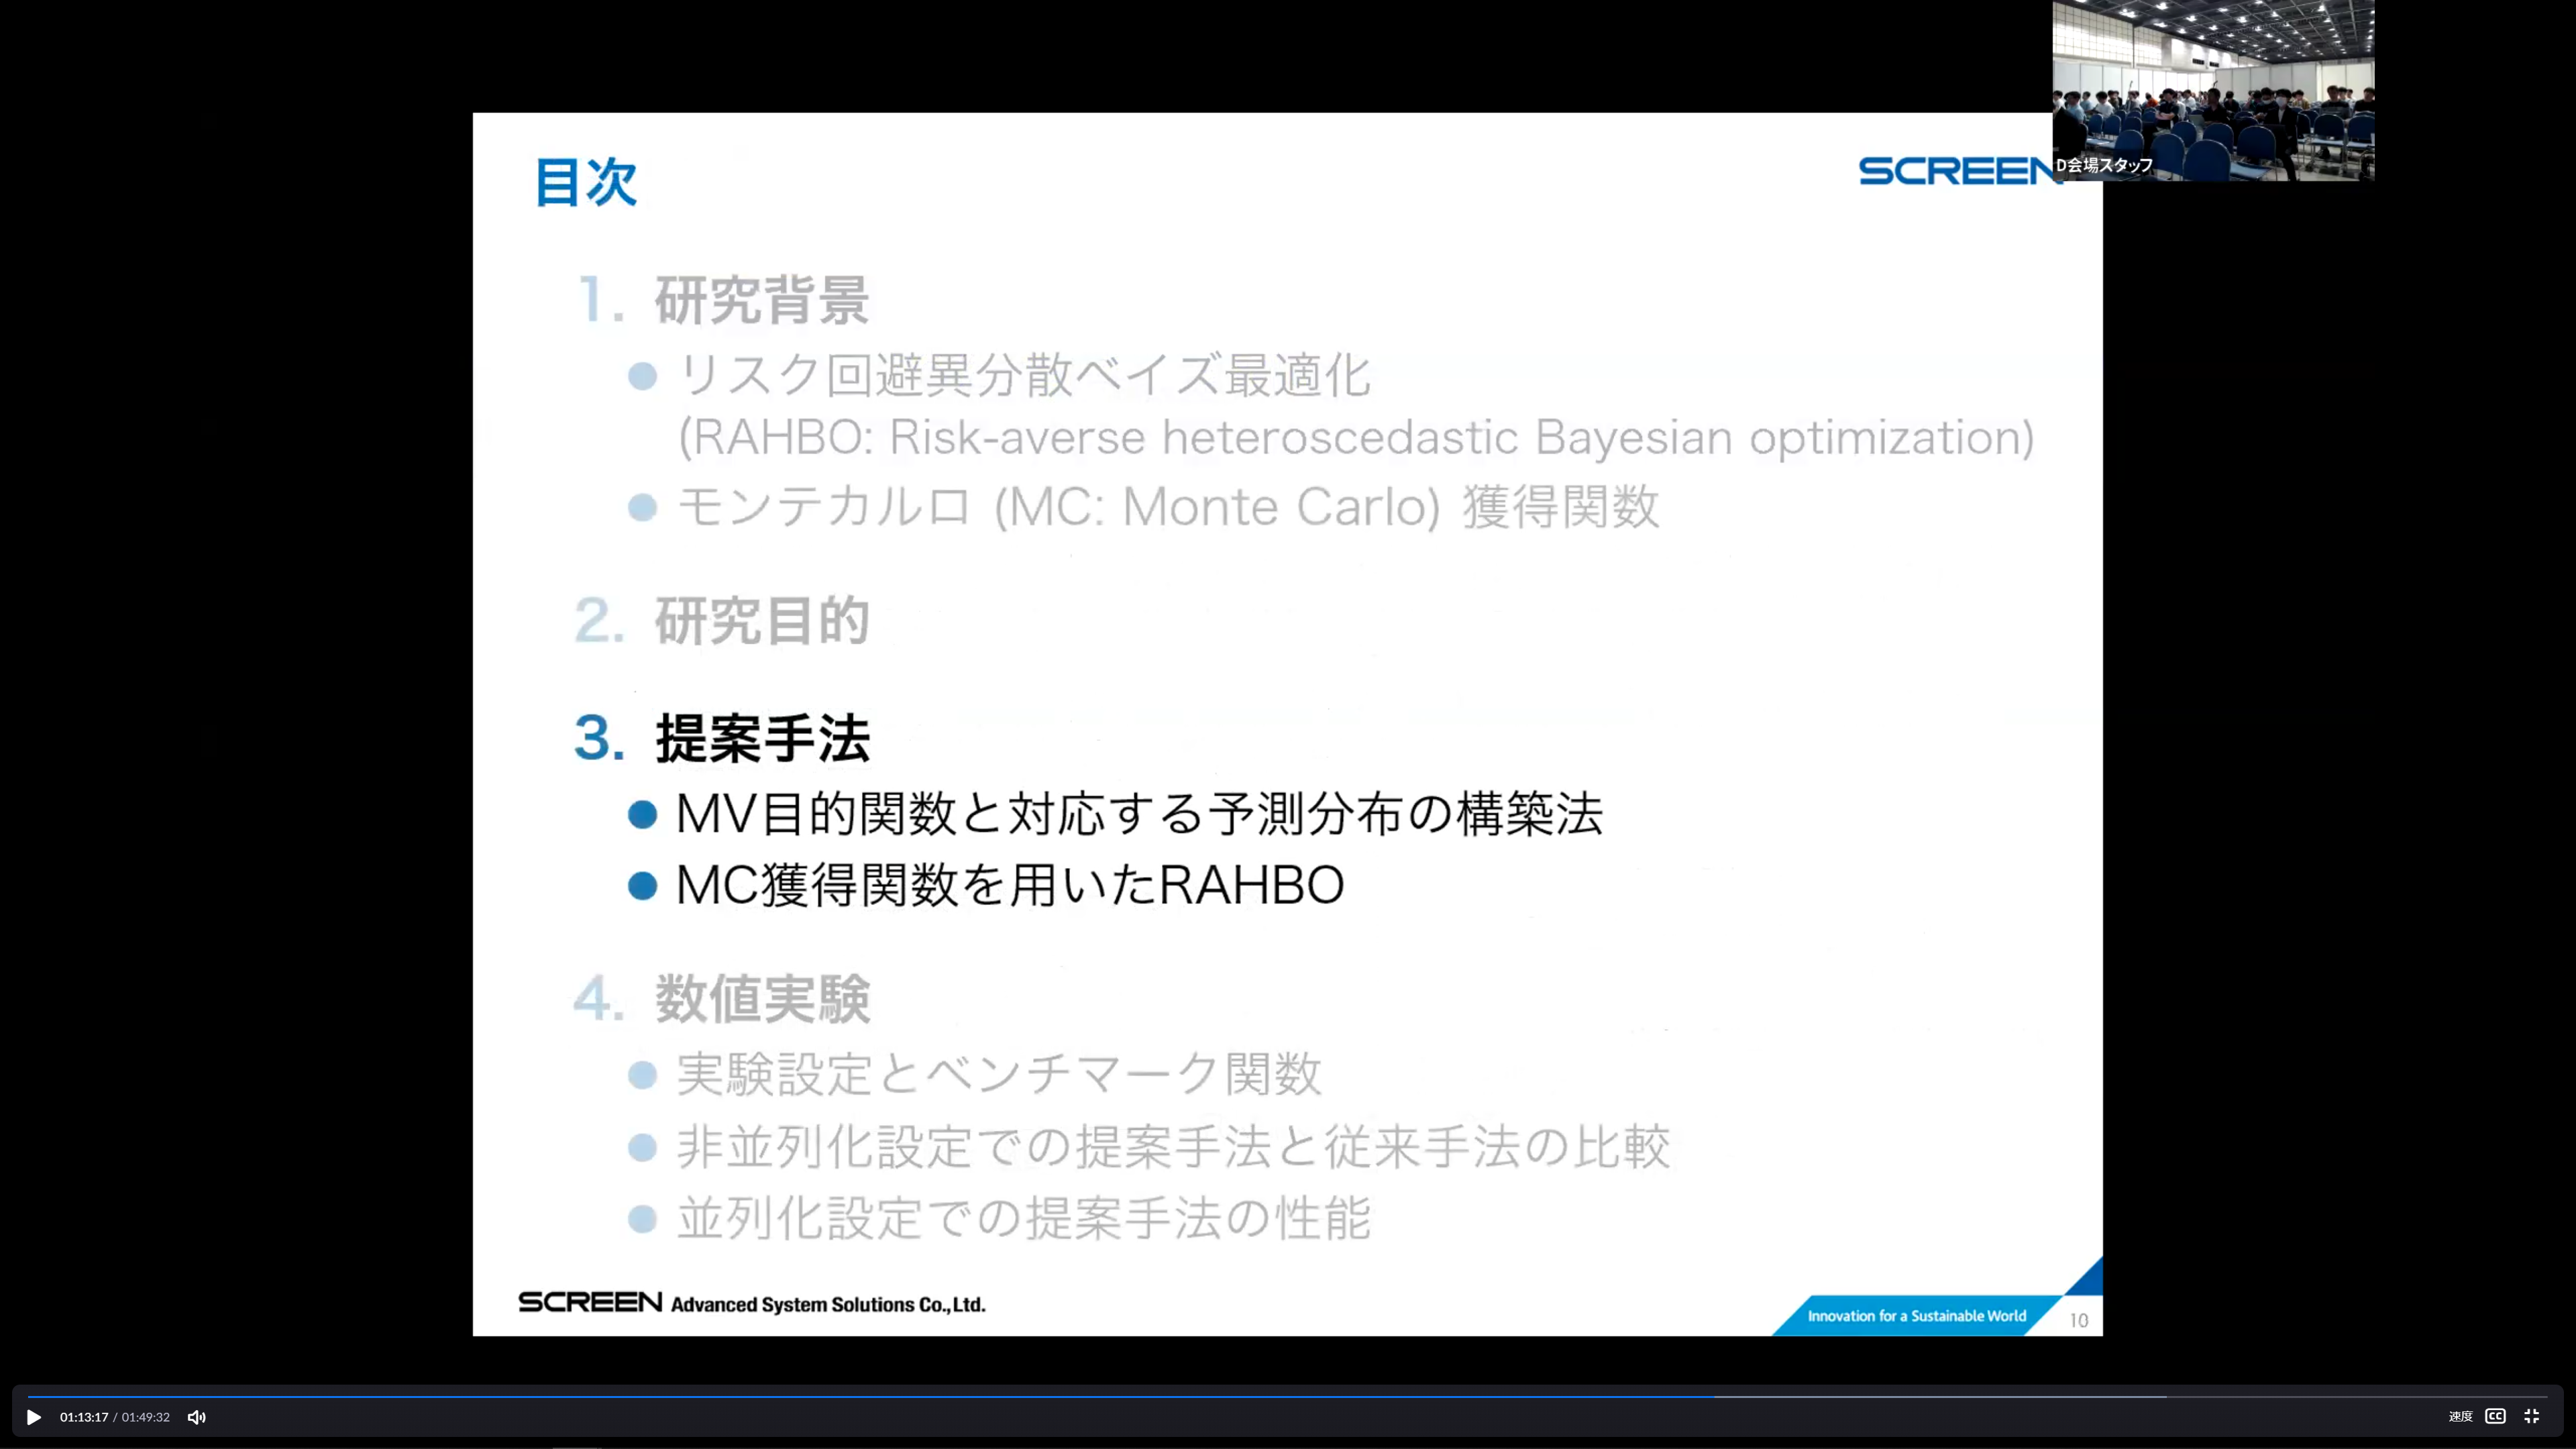 目次
SCREEN
D会場スタッフ
1. 研究背景
● リスク回避異分散ベイズ最適化
(RAHBO: Risk-averse heteroscedastic Bayesian optimization)
● モンテカルロ (MC: Monte Carlo) 獲得関数
2. 研究目的
3. 提案手法
● MV目的関数と対応する予測分布の構築法
● MC獲得関数を用いたRAHBO
4. 数値実験
● 実験設定とベンチマーク関数
● 非並列化設定での提案手法と従来手法の比較
● 並列化設定での提案手法の性能
SCREEN Advanced System Solutions Co., Ltd.
Innovation for a Sustainable World
10
01:13:17 / 01:49:32
速度
CC